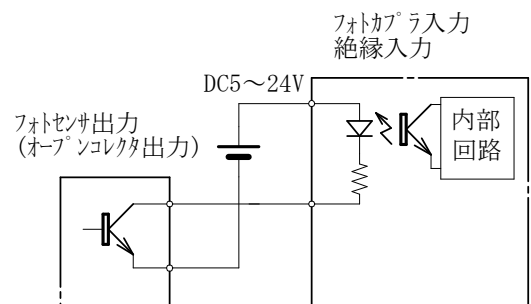 フォトカプラ入力
絶縁入力
DC5～24V
フォトセンサ出力
(オープンコレクタ出力)
内部
回路